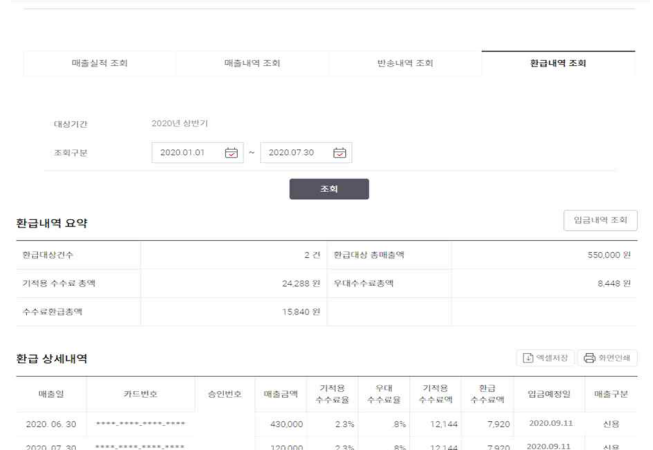 매출실적 조회 매출내역 조회 반송내역 조회 환급내역 조회
대상기간 2020년 상반기
조회구분 2020.01.01 ~ 2020.07.30
조회
환급내역 요약 입금내역 조회
환급대상건수 2 건 환급대상 총매출액 550,000 원
기적용 수수료 총액 24,288 원 우대수수료총액 8,448 원
수수료환급총액 15,840 원
환급 상세내역 엑셀저장 화면인쇄
매출일 카드번호 승인번호 매출금액 기적용 수수료율 우대 수수료율 기적용 수수료액 환급 수수료액 입금예정일 매출구분
2020. 06. 30 ****-****-****-**** 430,000 2.3% .8% 12,144 7,920 2020.09.11 신용
2020. 07. 30 ****-****-****-**** 120,000 2.3% .8% 12,144 7,920 2020.09.11 신용